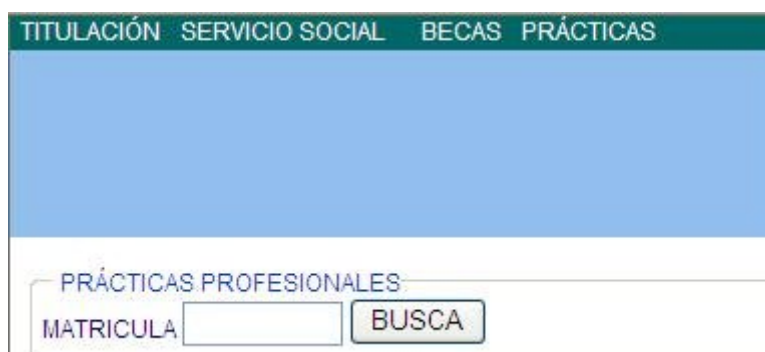 TITULACIÓN SERVICIO SOCIAL BECAS PRÁCTICAS
PRÁCTICAS PROFESIONALES
MATRICULA BUSCA